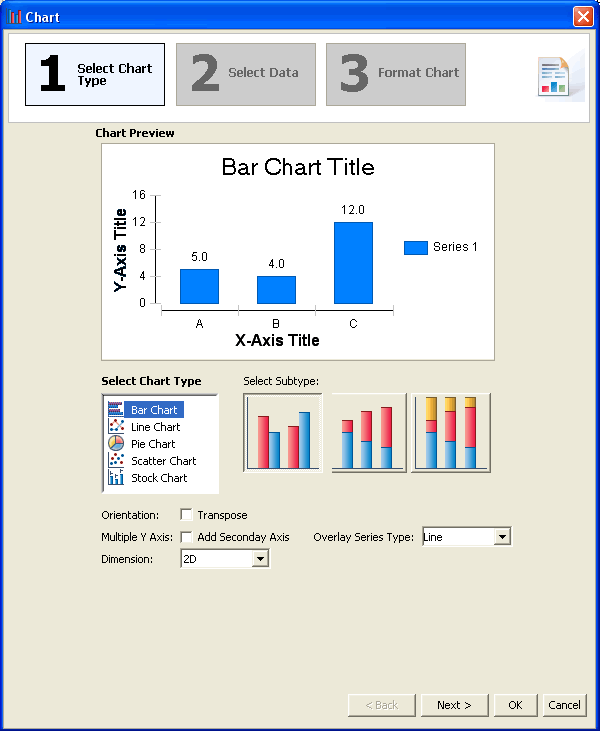 Chart
1 Select Chart Type
2 Select Data
3 Format Chart
Chart Preview
Bar Chart Title
Y-Axis Title
16
12
8
4
0
5.0
4.0
12.0
Series 1
A B C
X-Axis Title
Select Chart Type
Select Subtype:
Bar Chart
Line Chart
Pie Chart
Scatter Chart
Stock Chart
Orientation: Transpose
Multiple Y Axis: Add Seconday Axis Overlay Series Type: Line
Dimension: 2D
< Back Next > OK Cancel